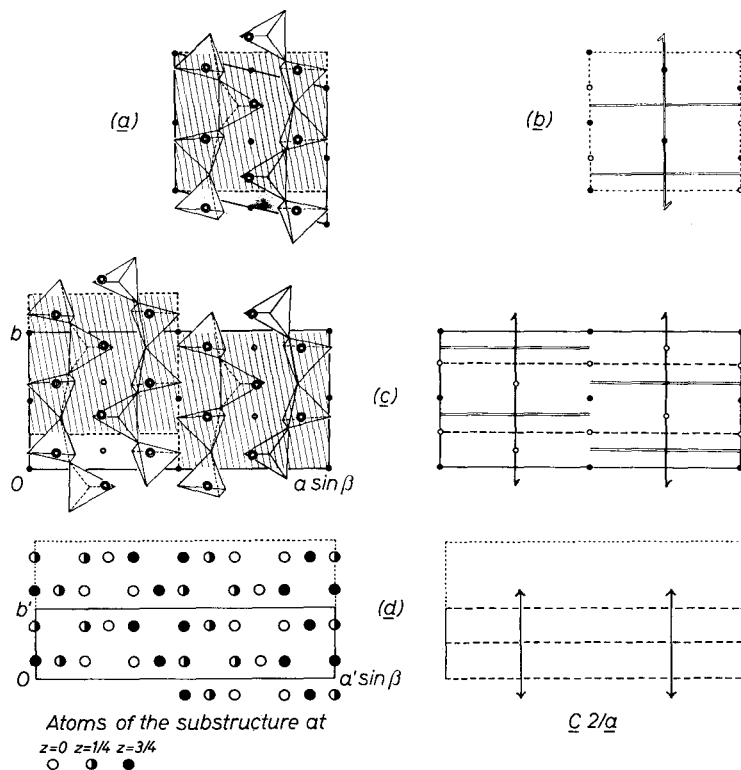 (a)
(b)
b
(c)
0
a sin β
b'
(d)
0
a' sin β
Atoms of the substructure at
z=0 z=1/4 z=3/4
C 2/a